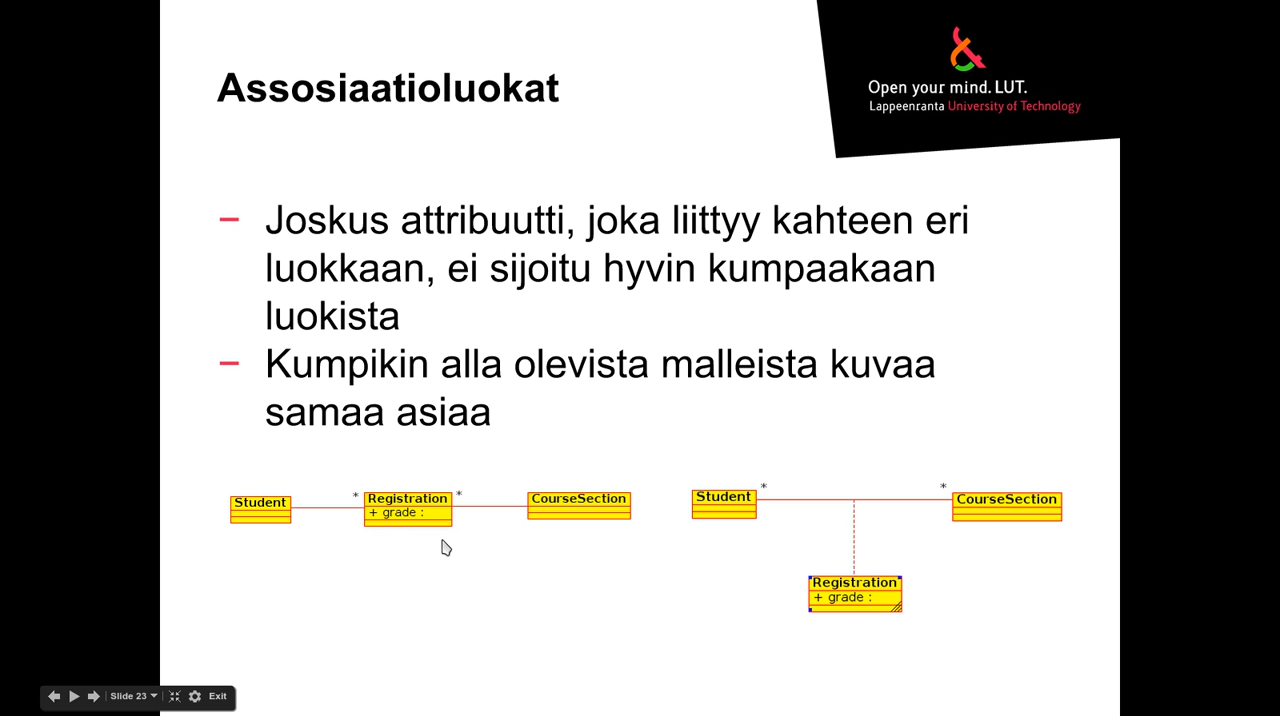 Assosiaatioluokat
Open your mind. LUT.
Lappeenranta University of Technology
– Joskus attribuutti, joka liittyy kahteen eri
luokkaan, ei sijoitu hyvin kumpaakaan
luokista
– Kumpikin alla olevista malleista kuvaa
samaa asiaa
Student * Registration * CourseSection
+ grade :
Student * * CourseSection
Registration
+ grade :
Slide 23 Exit